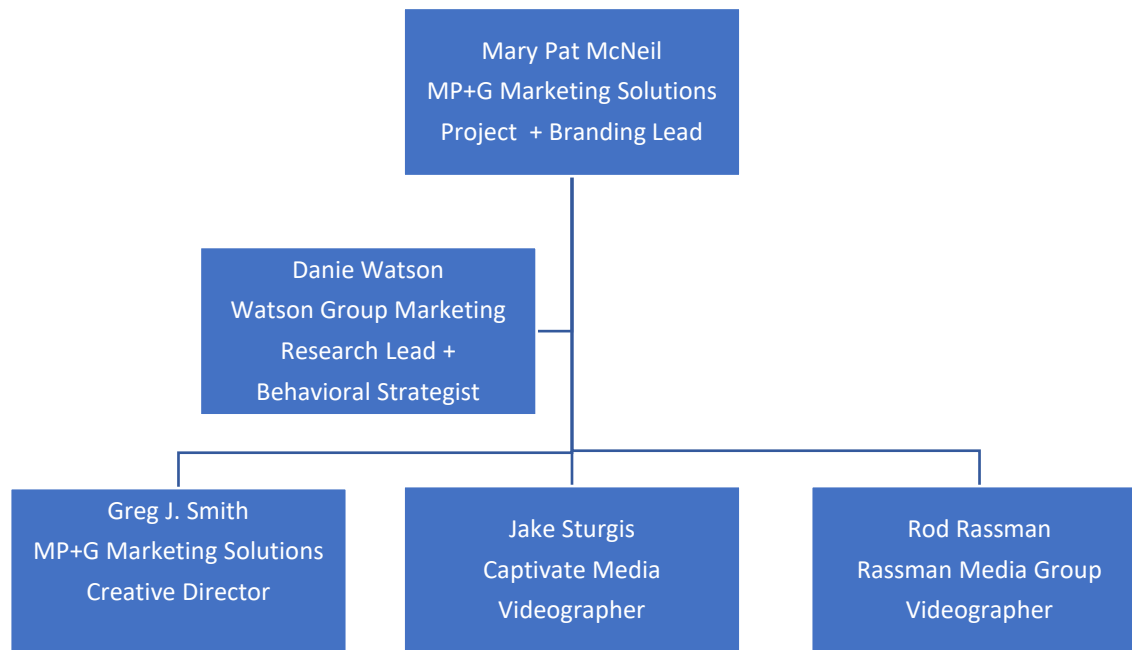 Mary Pat McNeil
MP+G Marketing Solutions
Project + Branding Lead
Danie Watson
Watson Group Marketing
Research Lead +
Behavioral Strategist
Greg J. Smith
MP+G Marketing Solutions
Creative Director
Jake Sturgis
Captivate Media
Videographer
Rod Rassman
Rassman Media Group
Videographer